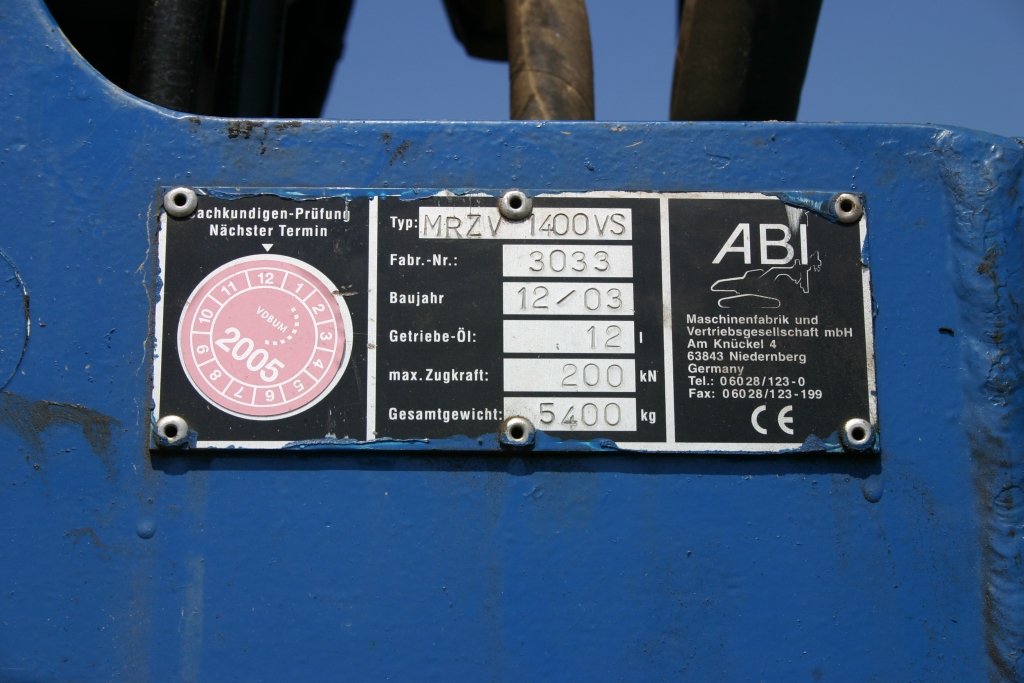 Sachkundigen-Prüfung
Nächster Termin
12 1 2 3 4 5 6 7 8 9 10 11
VDBUM
2005
Typ: MRZV 1400VS
Fabr.-Nr.: 3033
Baujahr 12/03
Getriebe-Öl: 12 l
max. Zugkraft: 200 kN
Gesamtgewicht: 5400 kg
ABI
Maschinenfabrik und
Vertriebsgesellschaft mbH
Am Knückel 4
63843 Niedernberg
Germany
Tel.: 06028/123-0
Fax: 06028/123-199
CE